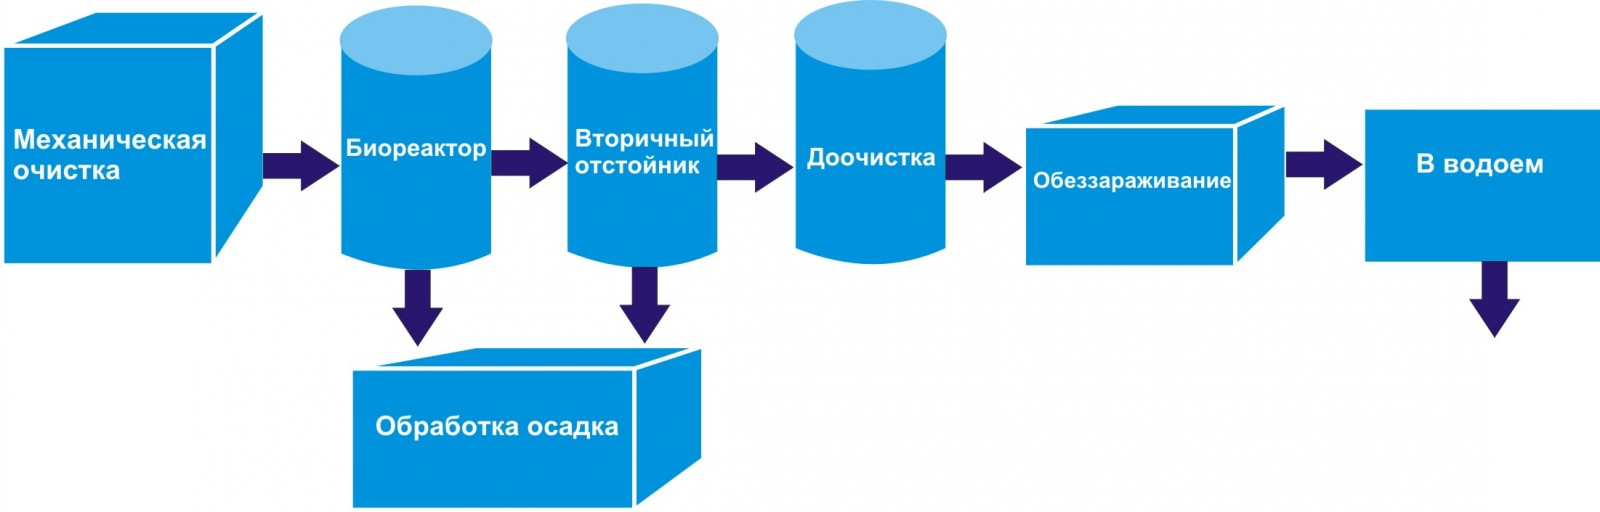 Механическая
очистка
Биореактор
Вторичный
отстойник
Доочистка
Обеззараживание
В водоем
Обработка осадка